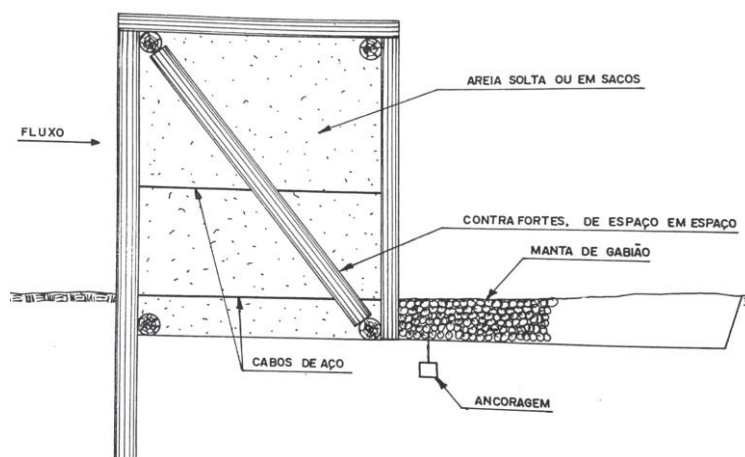 AREIA SOLTA OU EM SACOS
FLUXO
CONTRA FORTES, DE ESPAÇO EM ESPAÇO
MANTA DE GABIÃO
CABOS DE AÇO
ANCORAGEM